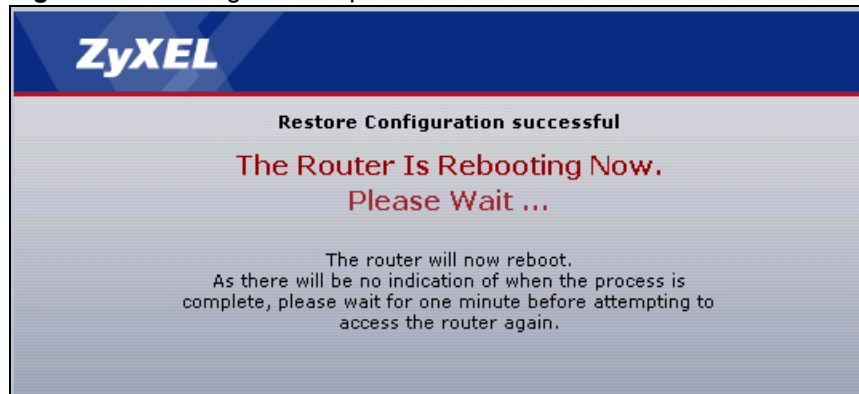 ZyXEL
Restore Configuration successful
The Router Is Rebooting Now.
Please Wait ...
The router will now reboot.
As there will be no indication of when the process is
complete, please wait for one minute before attempting to
access the router again.